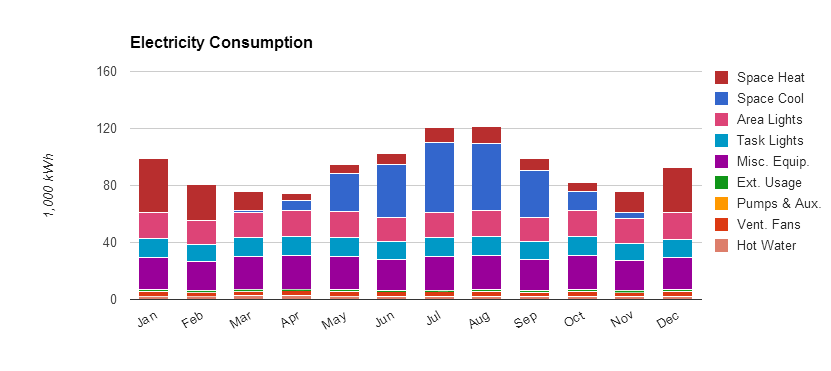 Electricity Consumption
160
120
80
40
0
1,000 kWh
Jan
Feb
Mar
Apr
May
Jun
Jul
Aug
Sep
Oct
Nov
Dec
Space Heat
Space Cool
Area Lights
Task Lights
Misc. Equip.
Ext. Usage
Pumps & Aux.
Vent. Fans
Hot Water